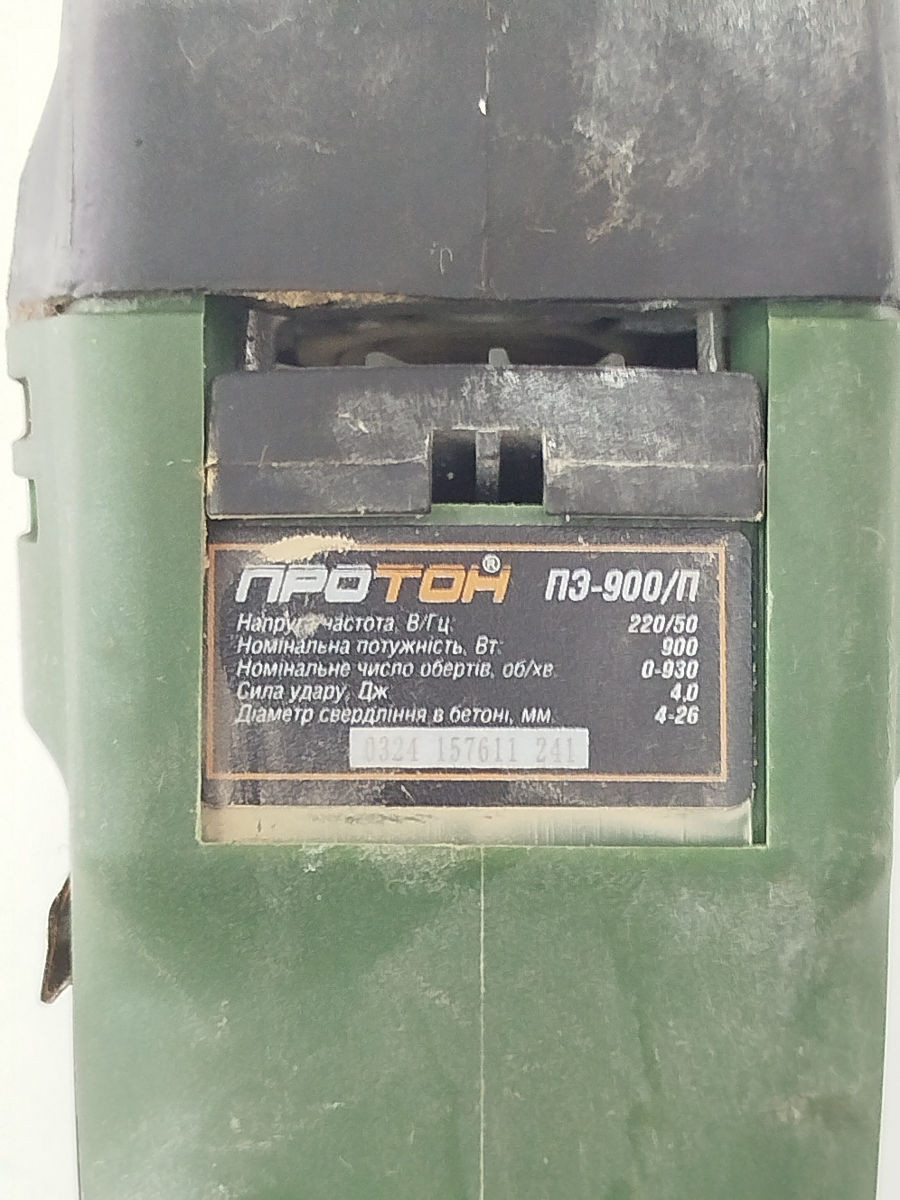 ПРОТОН® ПЭ-900/П
Напруга частота, В/Гц: 220/50
Номінальна потужність, Вт: 900
Номінальне число обертів, об/хв 0-930
Сила удару, Дж 4,0
Діаметр свердління в бетоні, мм 4-26
0324 157611 241